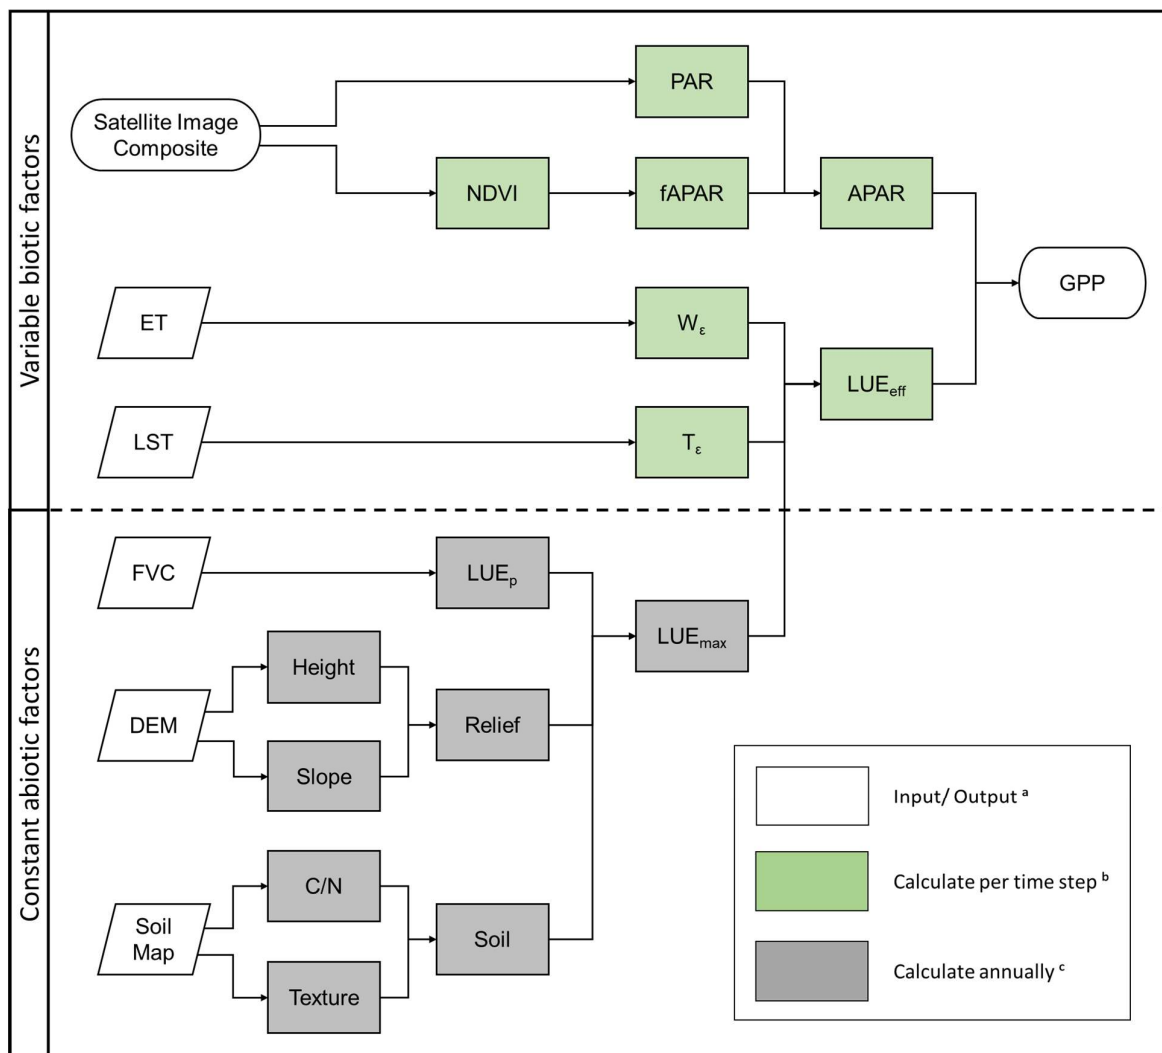 Variable biotic factors
Satellite Image
Composite
PAR
NDVI
fAPAR
APAR
GPP
ET
Wε
LUEeff
LST
Tε
Constant abiotic factors
FVC
LUEp
LUEmax
Height
DEM
Relief
Slope
C/N
Soil
Map
Soil
Texture
Input/ Output a
Calculate per time step b
Calculate annually c